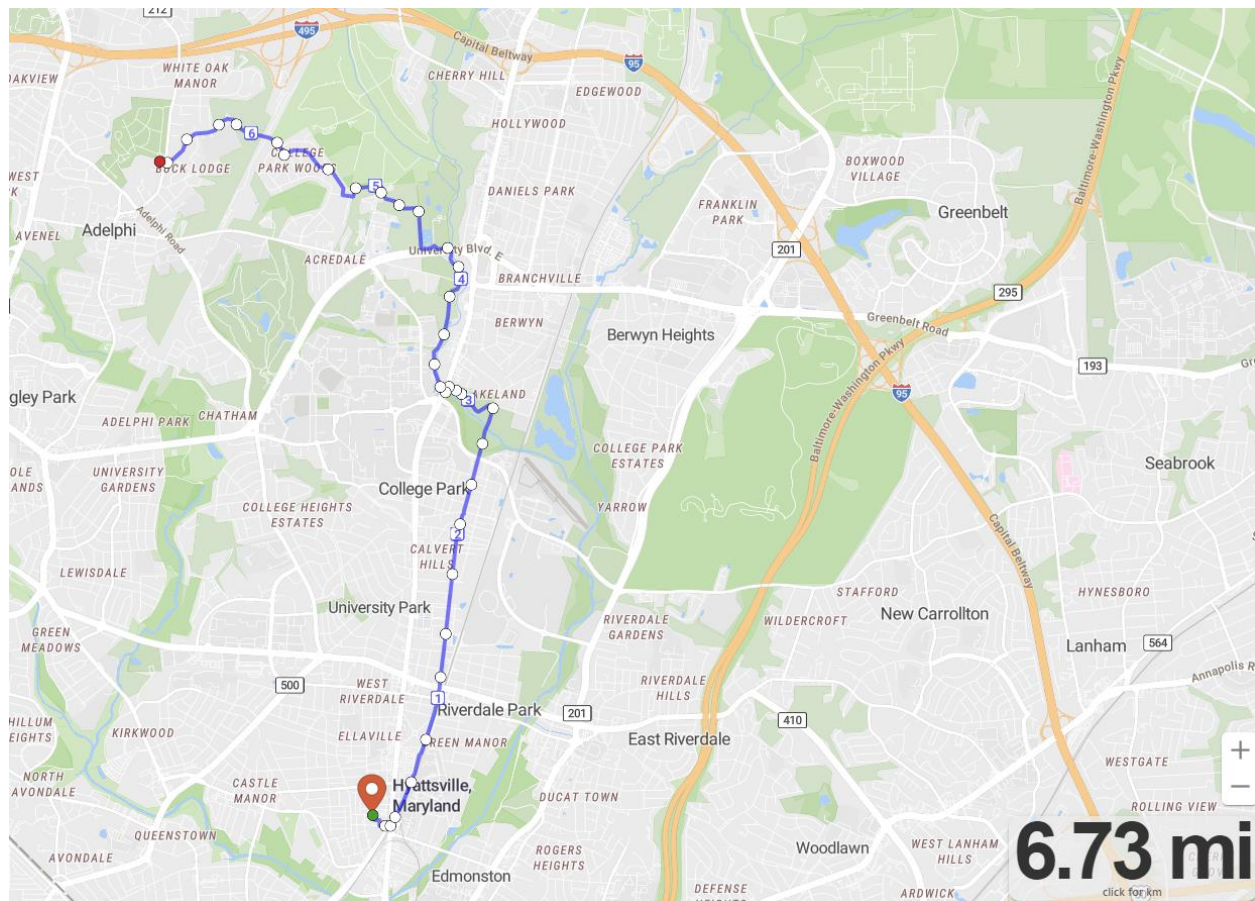 212
495
Capital Beltway
OAKVIEW
WHITE OAK
MANOR
CHERRY HILL
95
EDGEWOOD
HOLLYWOOD
Baltimore-Washington Pkwy
6
BUCK LODGE
COLLEGE
PARK WOODS
5
DANIELS PARK
BOXWOOD
VILLAGE
WEST
PARK
FRANKLIN
PARK
Greenbelt
Adelphi
Adelphi Road
AVENEL
ACREDALE
University Blvd. E
201
4
BRANCHVILLE
295
BERWYN
Berwyn Heights
Greenbelt Road
193
Baltimore-Washington Pkwy
95
gley Park
ADELPHI PARK
CHATHAM
LAKELAND
3
COLLEGE PARK
ESTATES
Seabrook
UNIVERSITY
GARDENS
College Park
COLLEGE HEIGHTS
ESTATES
YARROW
2
CALVERT
HILLS
Capital Beltway
LEWISDALE
STAFFORD
HYNESBORO
University Park
New Carrollton
GREEN
MEADOWS
RIVERDALE
GARDENS
WILDERCROFT
Lanham
564
Annapolis R
500
WEST
RIVERDALE
1
RIVERDALE
HILLS
Riverdale Park
201
410
HILLUM
HEIGHTS
KIRKWOOD
ELLAVILLE
East Riverdale
WESTGATE
NORTH
AVONDALE
CASTLE
MANOR
Hyattsville,
Maryland
DUCAT TOWN
ROLLING VIEW
QUEENSTOWN
AVONDALE
ROGERS
HEIGHTS
Edmonston
Woodlawn
WEST LANHAM
HILLS
DEFENSE
ARDWICK
+
−
6.73 mi
click for km